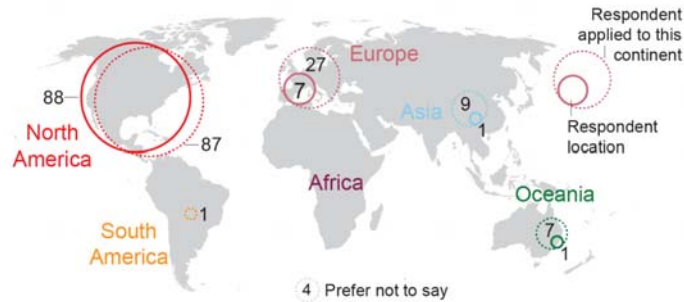 Respondent
applied to this
continent
Europe
27
7
88
Asia
9
1
Respondent
location
North
America
87
Africa
Oceania
South
America
1
7
1
4 Prefer not to say